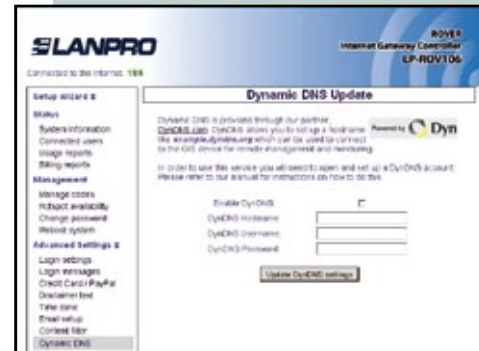 LANPRO
ROVER
Internet Gateway Controller
LP-ROV106
Connected to the Internet: YES
Setup wizard
Status
System information
Connected users
Usage reports
Billing reports
Management
Manage codes
Hotspot availability
Change password
Reboot system
Advanced Settings
Login settings
Login messages
Credit Card / PayPal
Disclaimer text
Time zone
Email setup
Content filter
Dynamic DNS
Dynamic DNS Update
Dynamic DNS is provided through our partner,
DynDNS.com. DynDNS allows you to set up a hostname
like example.dyndns.org which can be used to connect
to the GIS device for remote management and monitoring.
Powered by Dyn
In order to use this service you will need to open and set up a DynDNS account.
Please refer to our manual for instructions on how to do this.
Enable DynDNS
DynDNS Hostname:
DynDNS Username:
DynDNS Password:
Update DynDNS settings